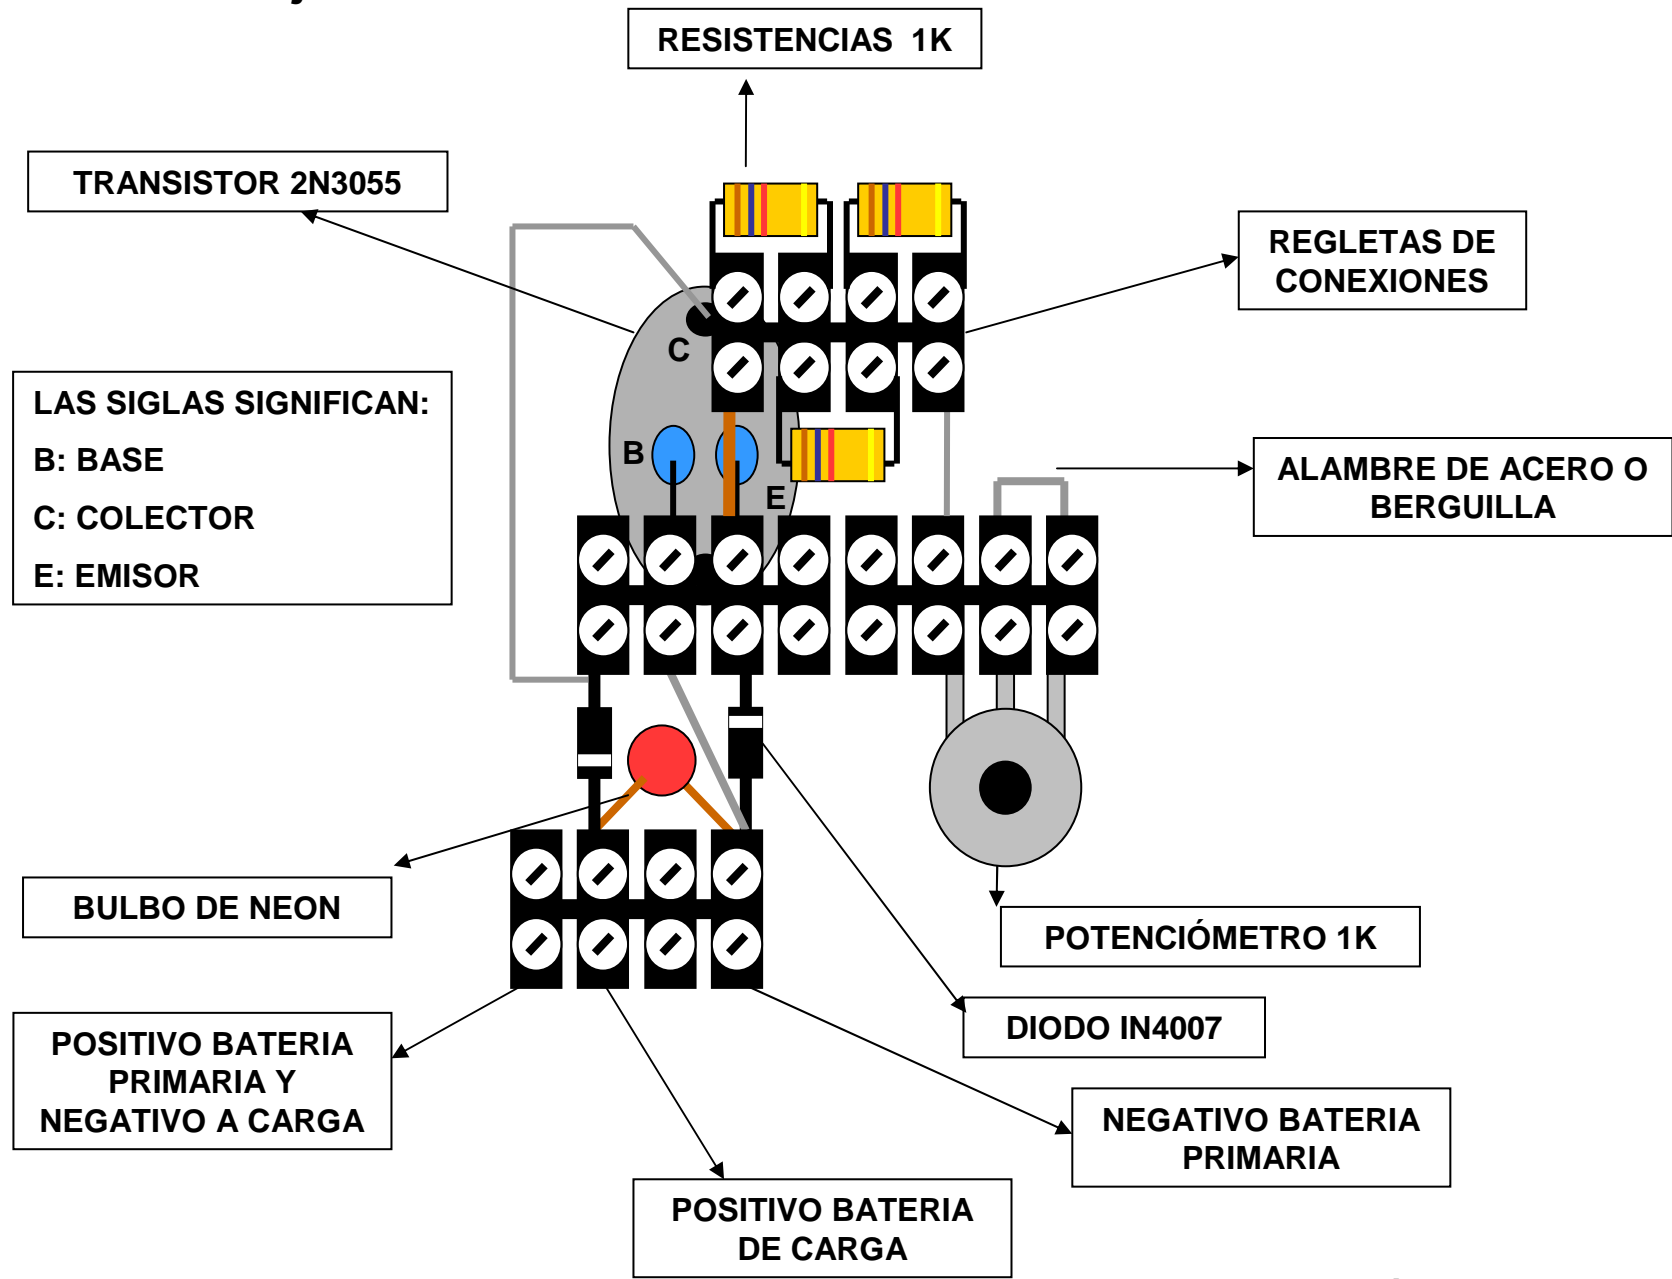 RESISTENCIAS 1K
TRANSISTOR 2N3055
REGLETAS DE
CONEXIONES
C
LAS SIGLAS SIGNIFICAN:
B: BASE
C: COLECTOR
E: EMISOR
B
E
ALAMBRE DE ACERO O
BERGUILLA
BULBO DE NEON
POTENCIÓMETRO 1K
DIODO IN4007
POSITIVO BATERIA
PRIMARIA Y
NEGATIVO A CARGA
NEGATIVO BATERIA
PRIMARIA
POSITIVO BATERIA
DE CARGA